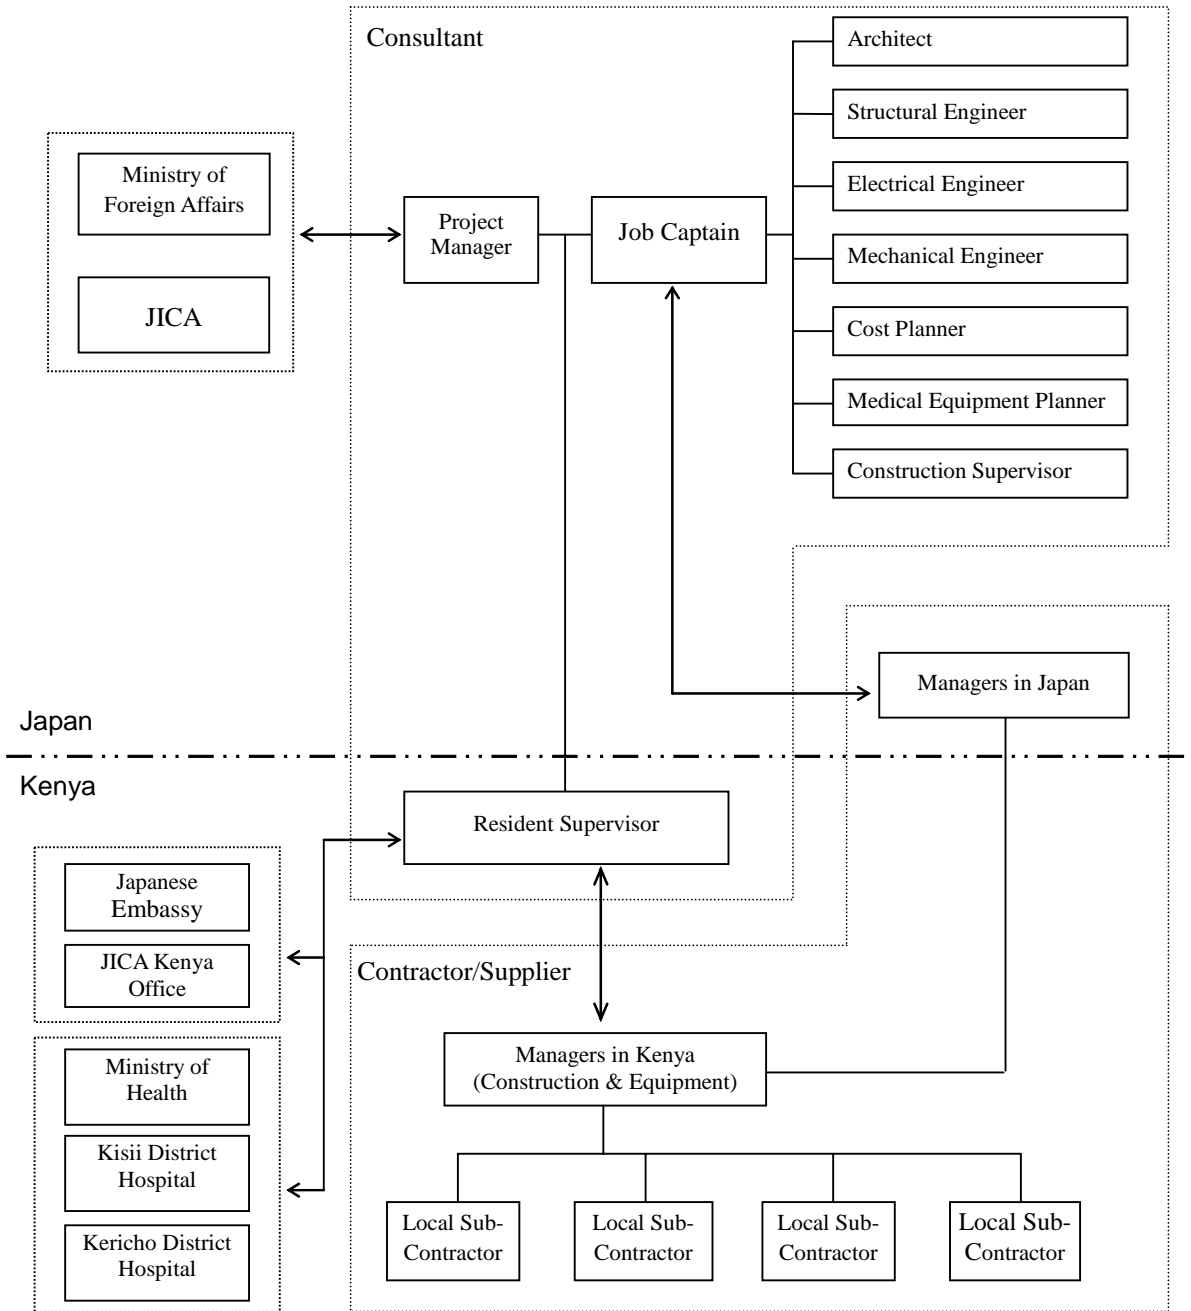 Consultant
Architect
Structural Engineer
Electrical Engineer
Mechanical Engineer
Cost Planner
Medical Equipment Planner
Construction Supervisor
Ministry of
Foreign Affairs
JICA
Project
Manager
Job Captain
Managers in Japan
Japan
Kenya
Resident Supervisor
Japanese
Embassy
JICA Kenya
Office
Ministry of
Health
Kisii District
Hospital
Kericho District
Hospital
Contractor/Supplier
Managers in Kenya
(Construction & Equipment)
Local Sub-
Contractor
Local Sub-
Contractor
Local Sub-
Contractor
Local Sub-
Contractor